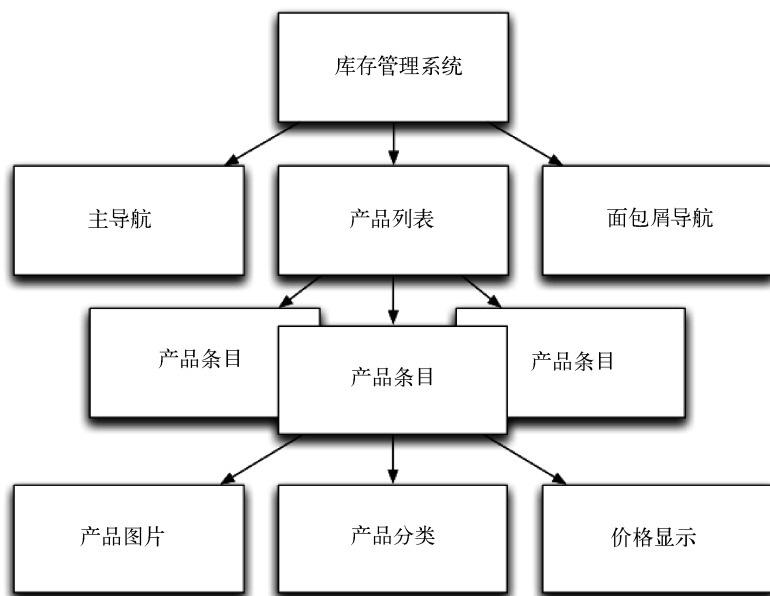 库存管理系统
主导航
产品列表
面包屑导航
产品条目
产品条目
产品条目
产品图片
产品分类
价格显示